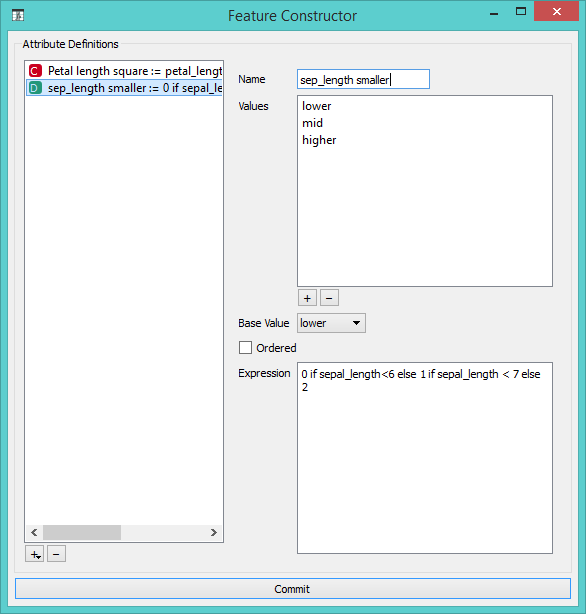 Feature Constructor
Attribute Definitions
C Petal length square := petal_lengt
D sep_length smaller := 0 if sepal_le
Name sep_length smaller
Values
lower
mid
higher
+ −
Base Value lower
Ordered
Expression
0 if sepal_length<6 else 1 if sepal_length < 7 else
2
+ −
Commit